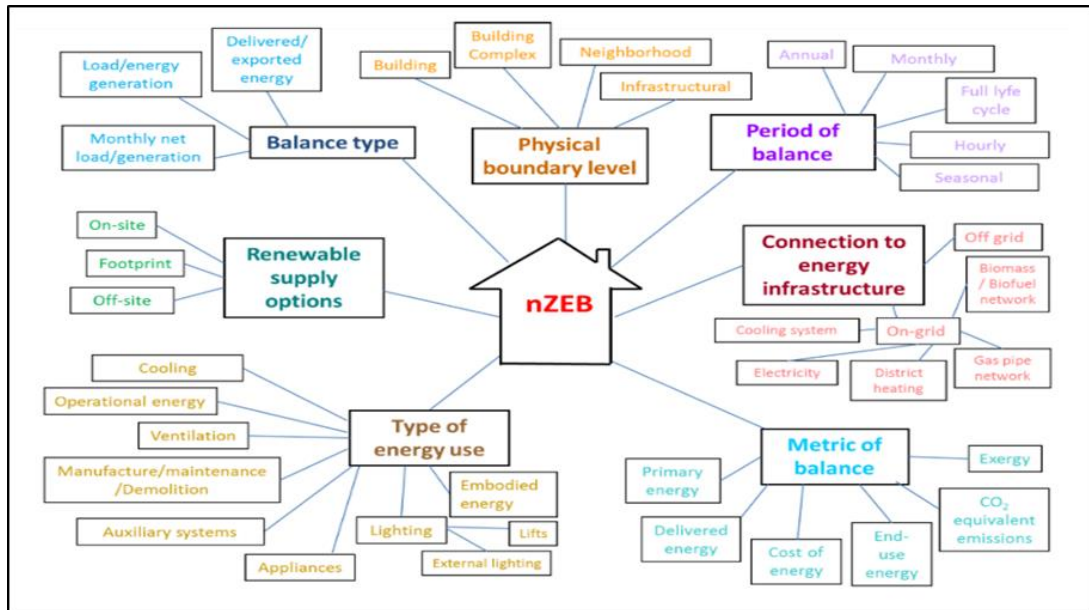 Load/energy
generation
Delivered/
exported
energy
Monthly net
load/generation
Balance type
Building
Building
Complex
Neighborhood
Infrastructural
Physical
boundary level
Annual
Monthly
Full lyfe
cycle
Hourly
Seasonal
Period of
balance
On-site
Footprint
Off-site
Renewable
supply
options
nZEB
Connection to
energy
infrastructure
Off grid
Biomass
/ Biofuel
network
Cooling system
On-grid
Electricity
District
heating
Gas pipe
network
Cooling
Operational energy
Ventilation
Manufacture/maintenance
/Demolition
Auxiliary systems
Appliances
Type of
energy use
Embodied
energy
Lighting
Lifts
External lighting
Metric of
balance
Primary
energy
Delivered
energy
Cost of
energy
End-
use
energy
CO₂
equivalent
emissions
Exergy